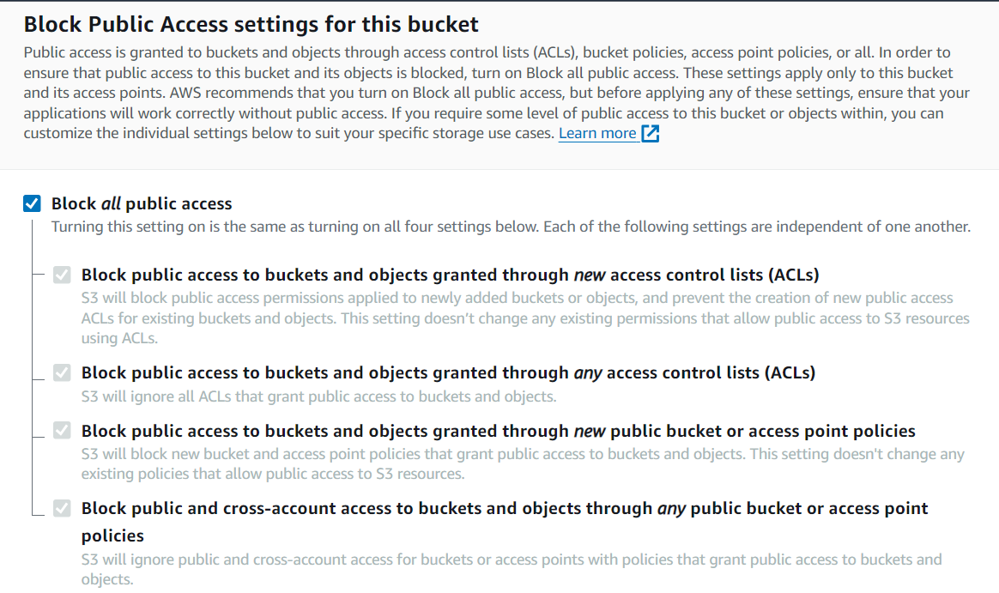 Block Public Access settings for this bucket
Public access is granted to buckets and objects through access control lists (ACLs), bucket policies, access point policies, or all. In order to
ensure that public access to this bucket and its objects is blocked, turn on Block all public access. These settings apply only to this bucket
and its access points. AWS recommends that you turn on Block all public access, but before applying any of these settings, ensure that your
applications will work correctly without public access. If you require some level of public access to this bucket or objects within, you can
customize the individual settings below to suit your specific storage use cases. Learn more
Block all public access
Turning this setting on is the same as turning on all four settings below. Each of the following settings are independent of one another.
Block public access to buckets and objects granted through new access control lists (ACLs)
S3 will block public access permissions applied to newly added buckets or objects, and prevent the creation of new public access
ACLs for existing buckets and objects. This setting doesn’t change any existing permissions that allow public access to S3 resources
using ACLs.
Block public access to buckets and objects granted through any access control lists (ACLs)
S3 will ignore all ACLs that grant public access to buckets and objects.
Block public access to buckets and objects granted through new public bucket or access point policies
S3 will block new bucket and access point policies that grant public access to buckets and objects. This setting doesn't change any
existing policies that allow public access to S3 resources.
Block public and cross-account access to buckets and objects through any public bucket or access point
policies
S3 will ignore public and cross-account access for buckets or access points with policies that grant public access to buckets and
objects.